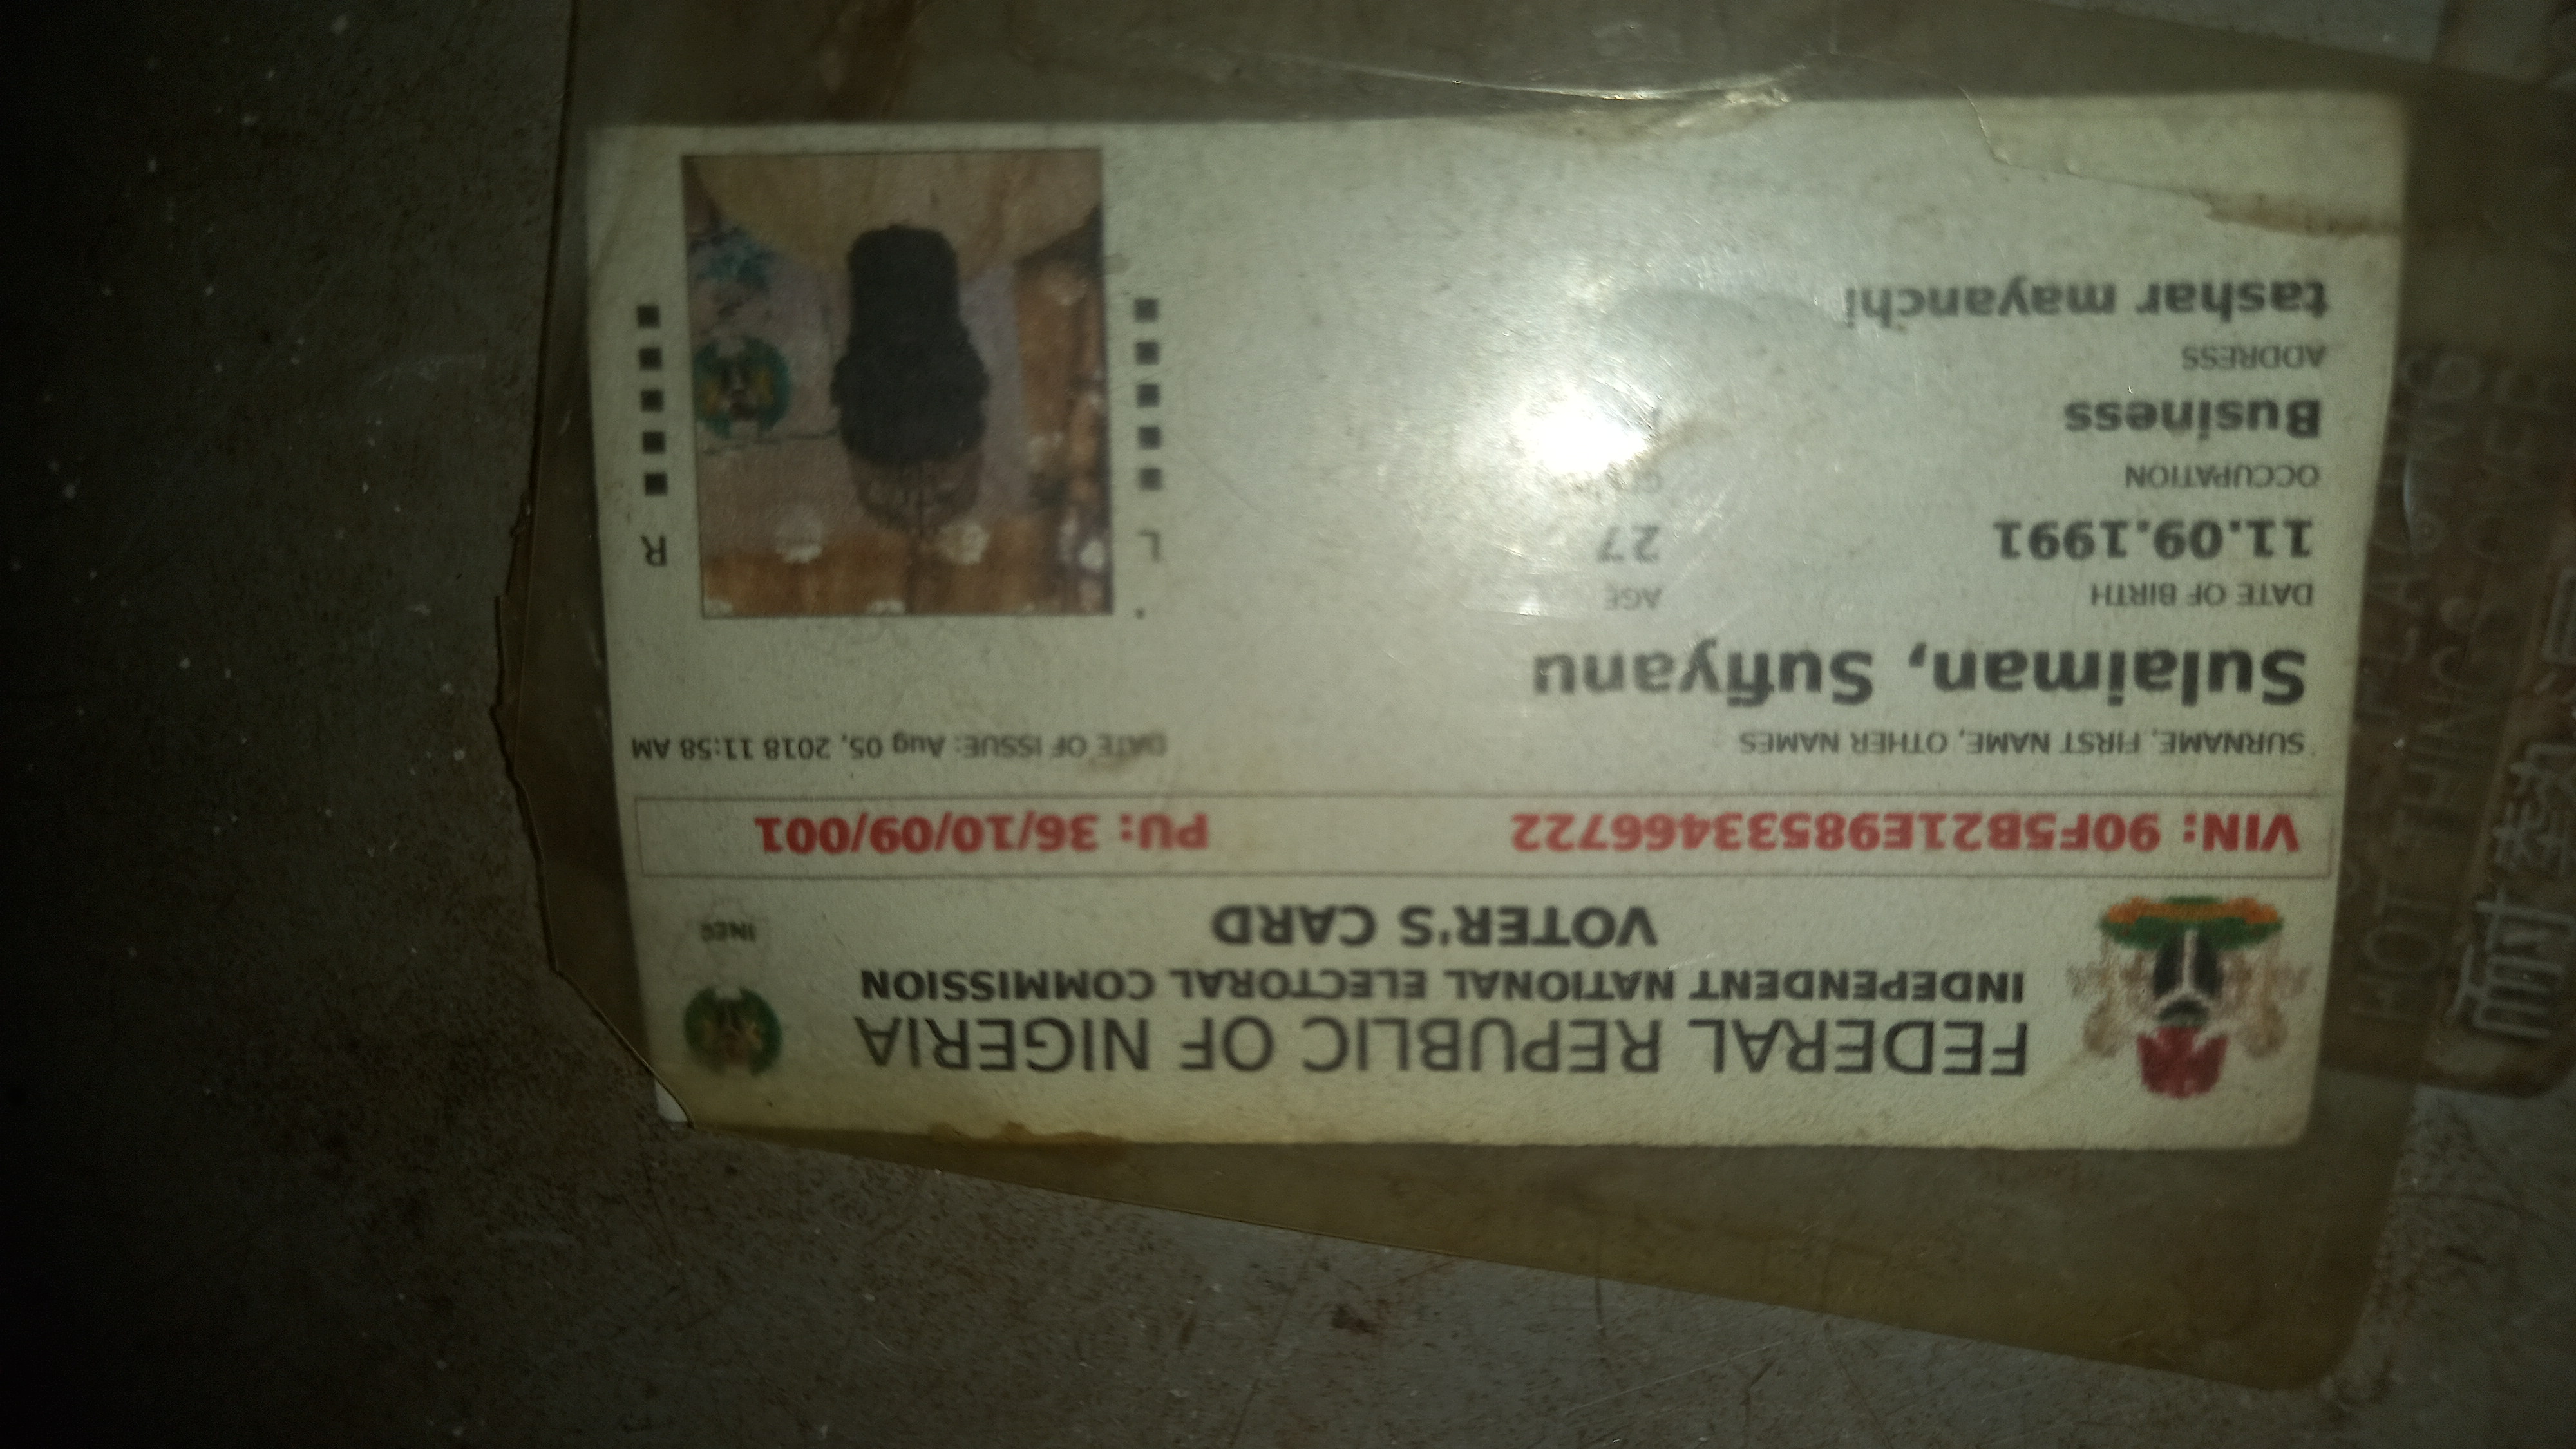 FEDERAL REPUBLIC OF NIGERIA
INDEPENDENT NATIONAL ELECTORAL COMMISSION
VOTER'S CARD
INEC
VIN: 90F5B21E98533466722 PU: 36/10/09/001
SURNAME, FIRST NAME, OTHER NAMES
DATE OF ISSUE: Aug 05, 2018 11:58 AM
Sulaiman, Sufiyanu
DATE OF BIRTH AGE
11.09.1991 27
OCCUPATION
Business
ADDRESS
tashar mayanchi
L R